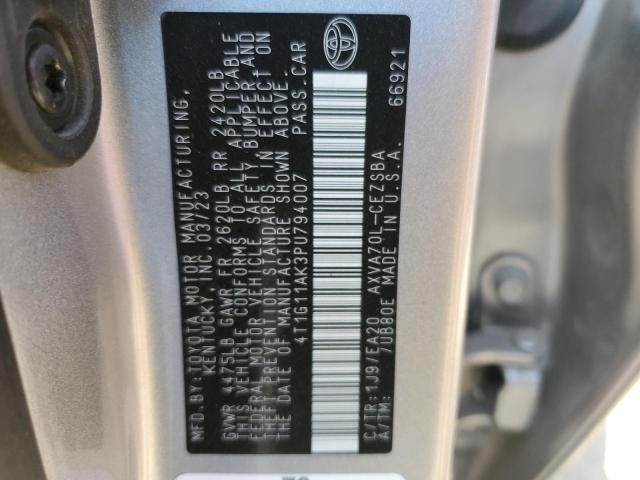 MFD.BY:TOYOTA MOTOR MANUFACTURING,
KENTUCKY, INC. 03/23
GVWR 4475LB GAWR FR 2620LB RR 2420LB
THIS VEHICLE CONFORMS TO ALL APPLICABLE
FEDERAL MOTOR VEHICLE SAFETY, BUMPER, AND
THEFT PREVENTION STANDARDS IN EFFECT ON
THE DATE OF MANUFACTURE SHOWN ABOVE.
4T1G11AK3PU794007 PASS.CAR
C/TR:1J9/EA20 AXVA70L-CEZSBA
A/TM: 7UB80E MADE IN U.S.A. 66921